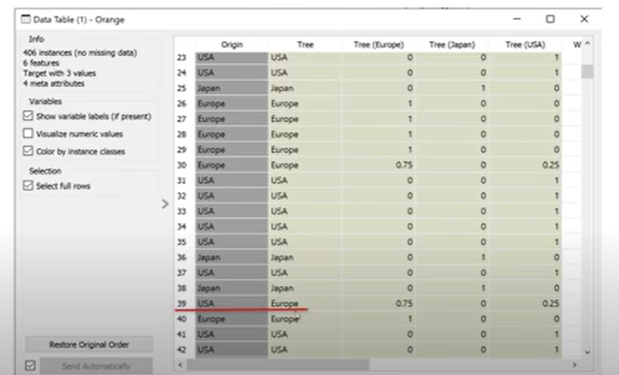 Data Table (1) - Orange
Info
406 instances (no missing data)
6 features
Target with 3 values
4 meta attributes
Variables
Show variable labels (if present)
Visualize numeric values
Color by instance classes
Selection
Select full rows
Restore Original Order
Send Automatically
Origin Tree Tree (Europe) Tree (Japan) Tree (USA) W
23 USA USA 0 0 1
24 USA USA 0 0 1
25 Japan Japan 0 1 0
26 Europe Europe 1 0 0
27 Europe Europe 1 0 0
28 Europe Europe 1 0 0
29 Europe Europe 1 0 0
30 Europe Europe 0.75 0 0.25
31 USA USA 0 0 1
32 USA USA 0 0 1
33 USA USA 0 0 1
34 USA USA 0 0 1
35 USA USA 0 0 1
36 Japan Japan 0 1 0
37 USA USA 0 0 1
38 Japan Japan 0 1 0
39 USA Europe 0.75 0 0.25
40 Europe Europe 1 0 0
41 USA USA 0 0 1
42 USA USA 0 0 1